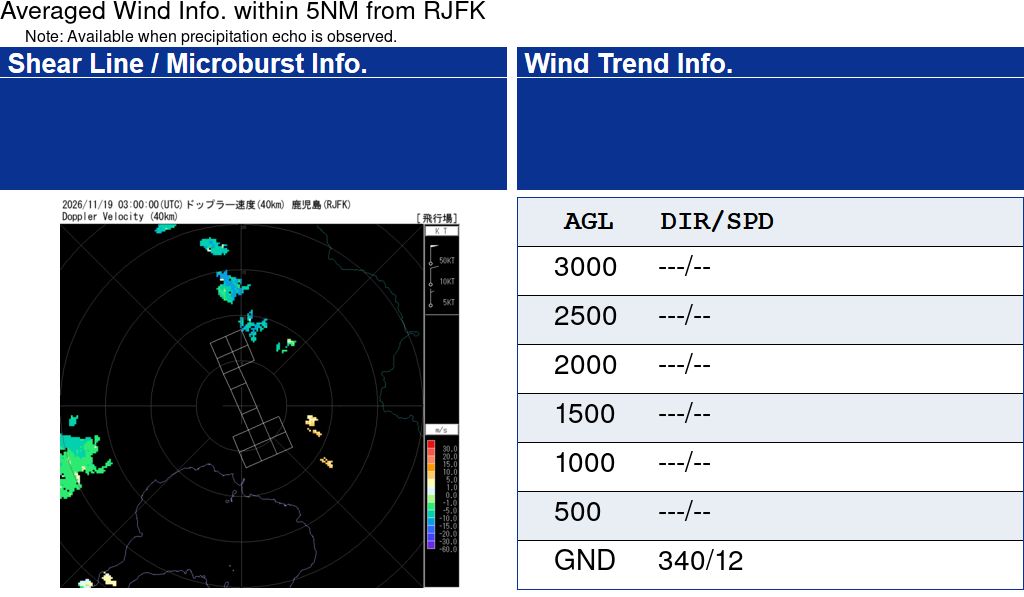 Averaged Wind Info. within 5NM from RJFK
Note: Available when precipitation echo is observed.
Shear Line / Microburst Info.
Wind Trend Info.
2026/11/19 03:00:00(UTC) ドップラー速度(40km) 鹿児島(RJFK)
Doppler Velocity (40km)
[飛行場]
KT
50KT
10KT
5KT
m/s
30.0
20.0
15.0
10.0
5.0
1.0
0.0
-1.0
-5.0
-10.0
-15.0
-20.0
-30.0
-60.0
AGL DIR/SPD
3000 ---/--
2500 ---/--
2000 ---/--
1500 ---/--
1000 ---/--
500 ---/--
GND 340/12